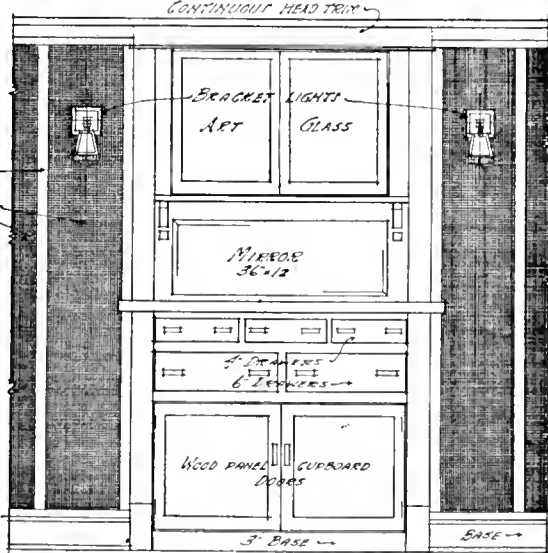 CONTINUOUS HEAD TRIM
BRACKET LIGHTS
ART GLASS
MIRROR
36"x12
4" DRAWERS
6" DRAWERS
WOOD PANEL CUPBOARD
DOORS
3" BASE
BASE